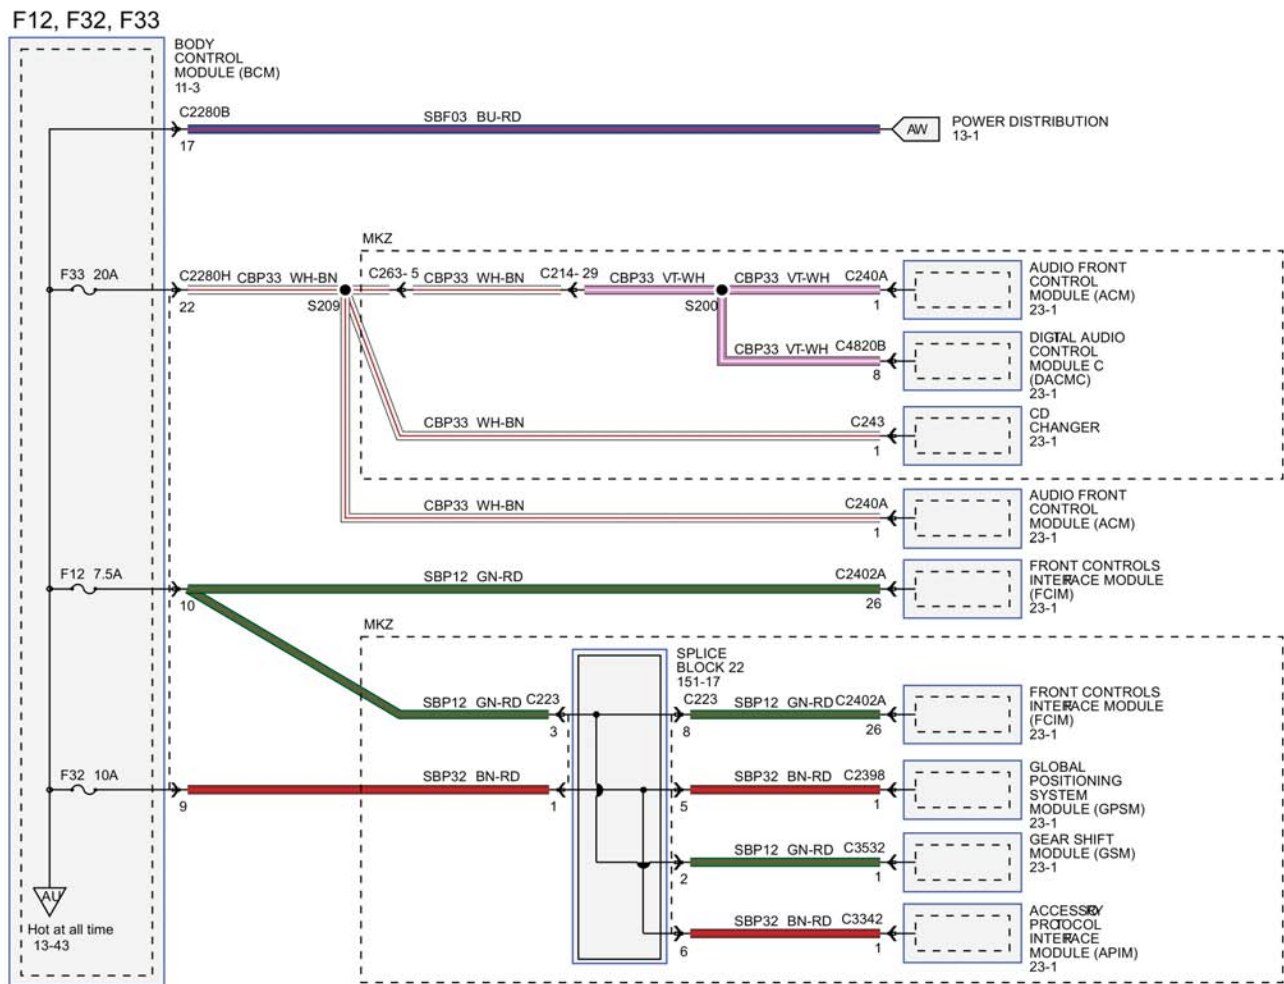 F12, F32, F33
BODY
CONTROL
MODULE (BCM)
11-3
C2280B
SBF03 BU-RD
17
AW
POWER DISTRIBUTION
13-1
MKZ
F33 20A
C2280H
CBP33 WH-BN
C263- 5
CBP33 WH-BN
C214- 29
CBP33 VT-WH
CBP33 VT-WH
C240A
22
S209
S200
1
AUDIO FRONT
CONTROL
MODULE (ACM)
23-1
CBP33 VT-WH
C4820B
8
DIGTAL AUDIO
CONTROL
MODULE C
(DACMC)
23-1
CBP33 WH-BN
C243
1
CD
CHANGER
23-1
CBP33 WH-BN
C240A
1
AUDIO FRONT
CONTROL
MODULE (ACM)
23-1
F12 7.5A
10
SBP12 GN-RD
C2402A
26
FRONT CONTROLS
INTERFACE MODULE
(FCIM)
23-1
MKZ
SPLICE
BLOCK 22
151-17
SBP12 GN-RD
C223
3
C223
8
SBP12 GN-RD
C2402A
26
FRONT CONTROLS
INTERFACE MODULE
(FCIM)
23-1
F32 10A
9
SBP32 BN-RD
1
5
SBP32 BN-RD
C2398
1
GLOBAL
POSITIONING
SYSTEM
MODULE (GPSM)
23-1
2
SBP12 GN-RD
C3532
1
GEAR SHIFT
MODULE (GSM)
23-1
6
SBP32 BN-RD
C3342
1
ACCESSORY
PROTOCOL
INTERFACE
MODULE (APIM)
23-1
AU
Hot at all time
13-43